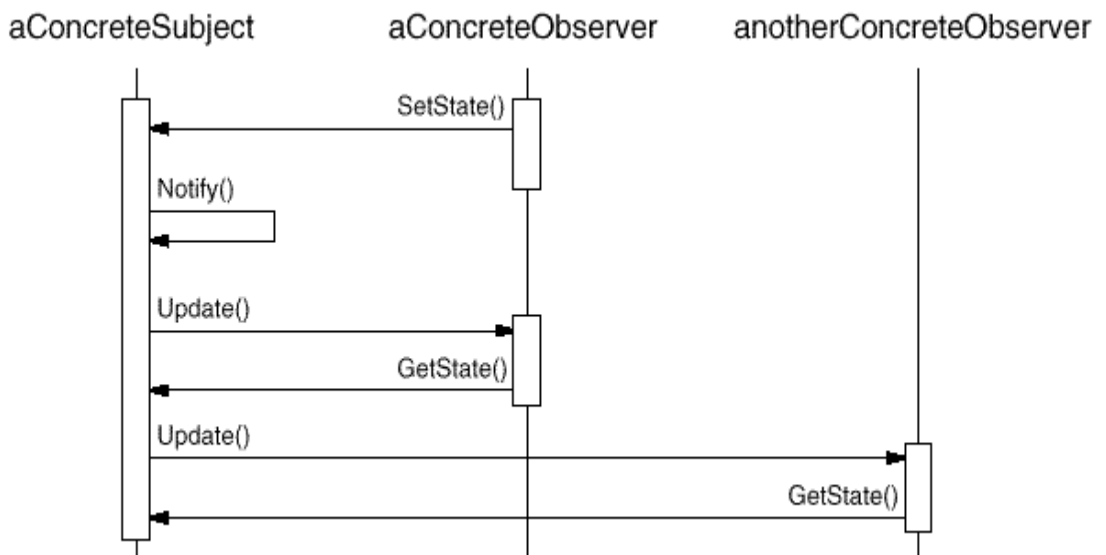 aConcreteSubject aConcreteObserver anotherConcreteObserver
SetState()
Notify()
Update()
GetState()
Update()
GetState()